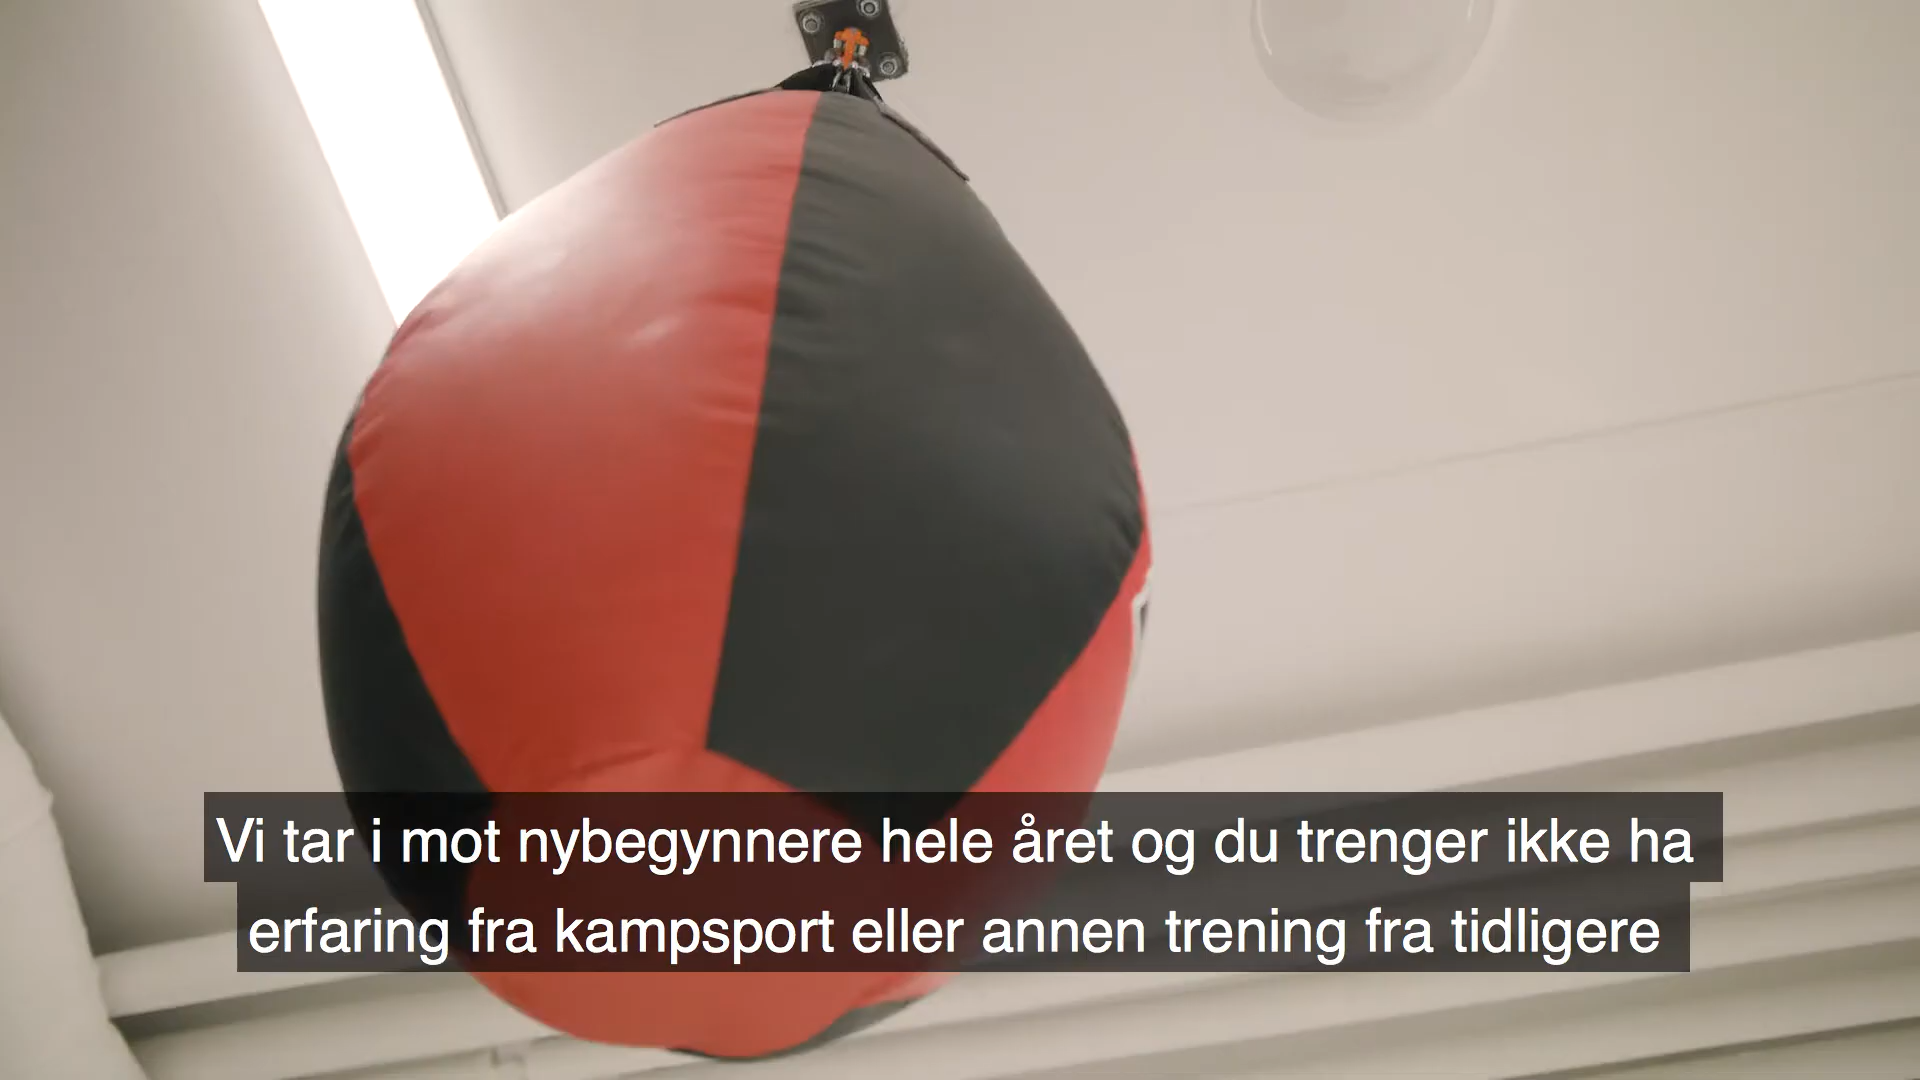 Vi tar i mot nybegynnere hele året og du trenger ikke ha
erfaring fra kampsport eller annen trening fra tidligere